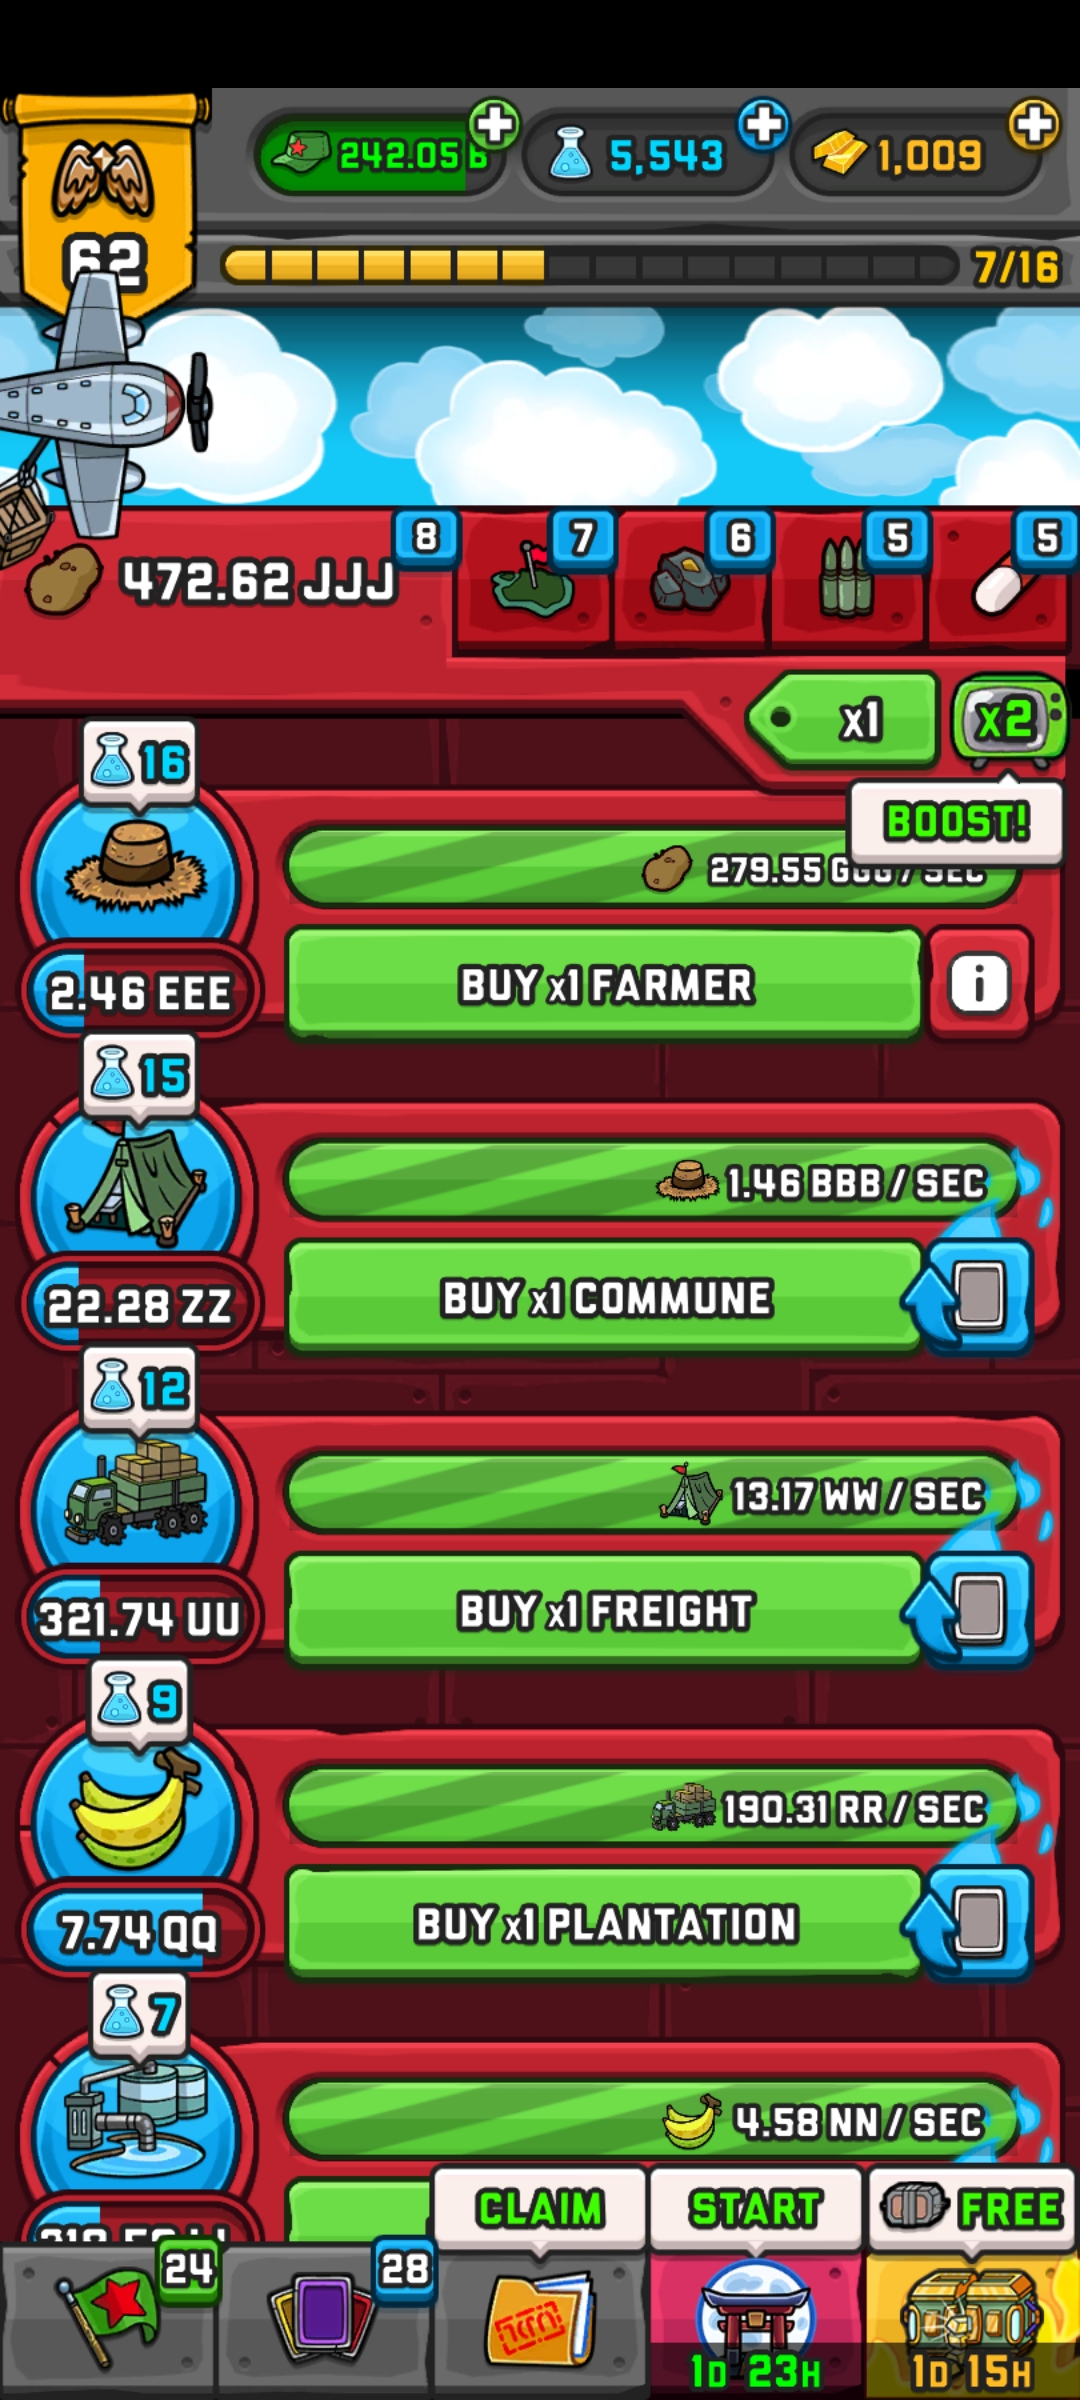 242.05 B
5,543
1,009
62
7/16
472.62 JJJ
8
7
6
5
5
x1
x2
BOOST!
16
279.55 GGG / SEC
2.46 EEE
BUY x1 FARMER
i
15
1.46 BBB / SEC
22.28 ZZ
BUY x1 COMMUNE
12
13.17 WW / SEC
321.74 UU
BUY x1 FREIGHT
9
190.31 RR / SEC
7.74 QQ
BUY x1 PLANTATION
7
4.58 NN / SEC
CLAIM
START
FREE
24
28
1D 23H
1D 15H